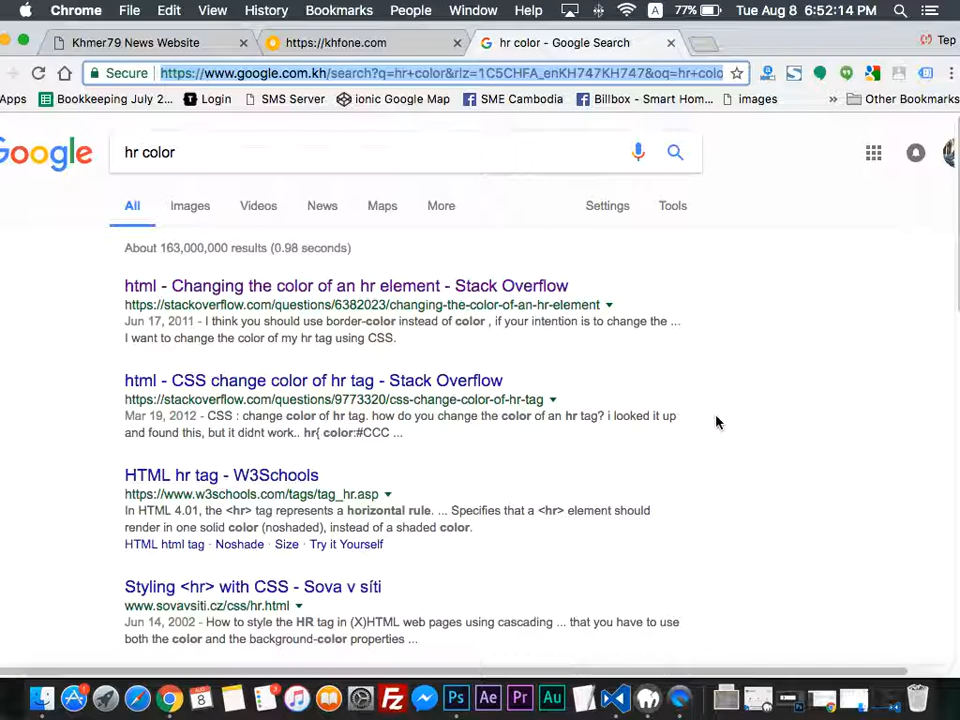 Chrome File Edit View History Bookmarks People Window Help A 77% Tue Aug 8 6:52:14 PM
Khmer79 News Website https://khfone.com hr color - Google Search Tep
Secure https://www.google.com.kh/search?q=hr+color&rlz=1C5CHFA_enKH747KH747&oq=hr+colo
Apps Bookkeeping July 2... Login SMS Server ionic Google Map SME Cambodia Billbox - Smart Hom... images » Other Bookmarks
Google hr color
All Images Videos News Maps More Settings Tools
About 163,000,000 results (0.98 seconds)
html - Changing the color of an hr element - Stack Overflow
https://stackoverflow.com/questions/6382023/changing-the-color-of-an-hr-element
Jun 17, 2011 - I think you should use border-color instead of color , if your intention is to change the ...
I want to change the color of my hr tag using CSS.
html - CSS change color of hr tag - Stack Overflow
https://stackoverflow.com/questions/9773320/css-change-color-of-hr-tag
Mar 19, 2012 - CSS : change color of hr tag. how do you change the color of an hr tag? i looked it up
and found this, but it didnt work.. hr{ color:#CCC ...
HTML hr tag - W3Schools
https://www.w3schools.com/tags/tag_hr.asp
In HTML 4.01, the <hr> tag represents a horizontal rule. ... Specifies that a <hr> element should
render in one solid color (noshaded), instead of a shaded color.
HTML html tag · Noshade · Size · Try it Yourself
Styling <hr> with CSS - Sova v síti
www.sovavsiti.cz/css/hr.html
Jun 14, 2002 - How to style the HR tag in (X)HTML web pages using cascading ... that you have to use
both the color and the background-color properties ...
8 Fz Ps Ae Pr Au